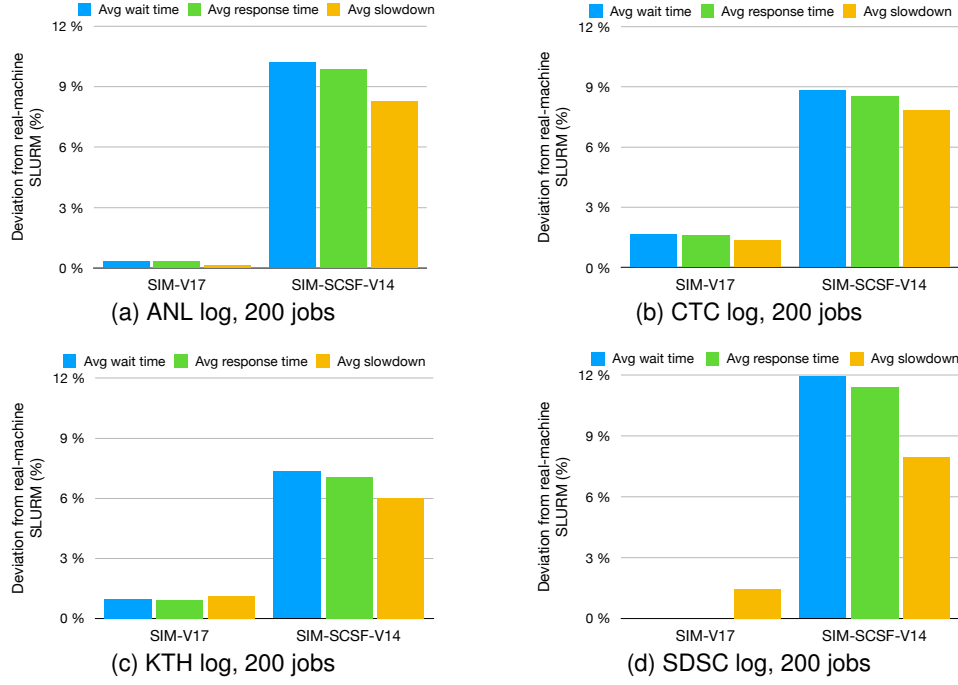 Avg wait time Avg response time Avg slowdown
12 %
9 %
6 %
3 %
0 %
Deviation from real-machine
SLURM (%)
SIM-V17 SIM-SCSF-V14
(a) ANL log, 200 jobs
Avg wait time Avg response time Avg slowdown
12 %
9 %
6 %
3 %
0 %
Deviation from real-machine
SLURM (%)
SIM-V17 SIM-SCSF-V14
(b) CTC log, 200 jobs
Avg wait time Avg response time Avg slowdown
12 %
9 %
6 %
3 %
0 %
Deviation from real-machine
SLURM (%)
SIM-V17 SIM-SCSF-V14
(c) KTH log, 200 jobs
Avg wait time Avg response time Avg slowdown
12 %
9 %
6 %
3 %
0 %
Deviation from real-machine
SLURM (%)
SIM-V17 SIM-SCSF-V14
(d) SDSC log, 200 jobs